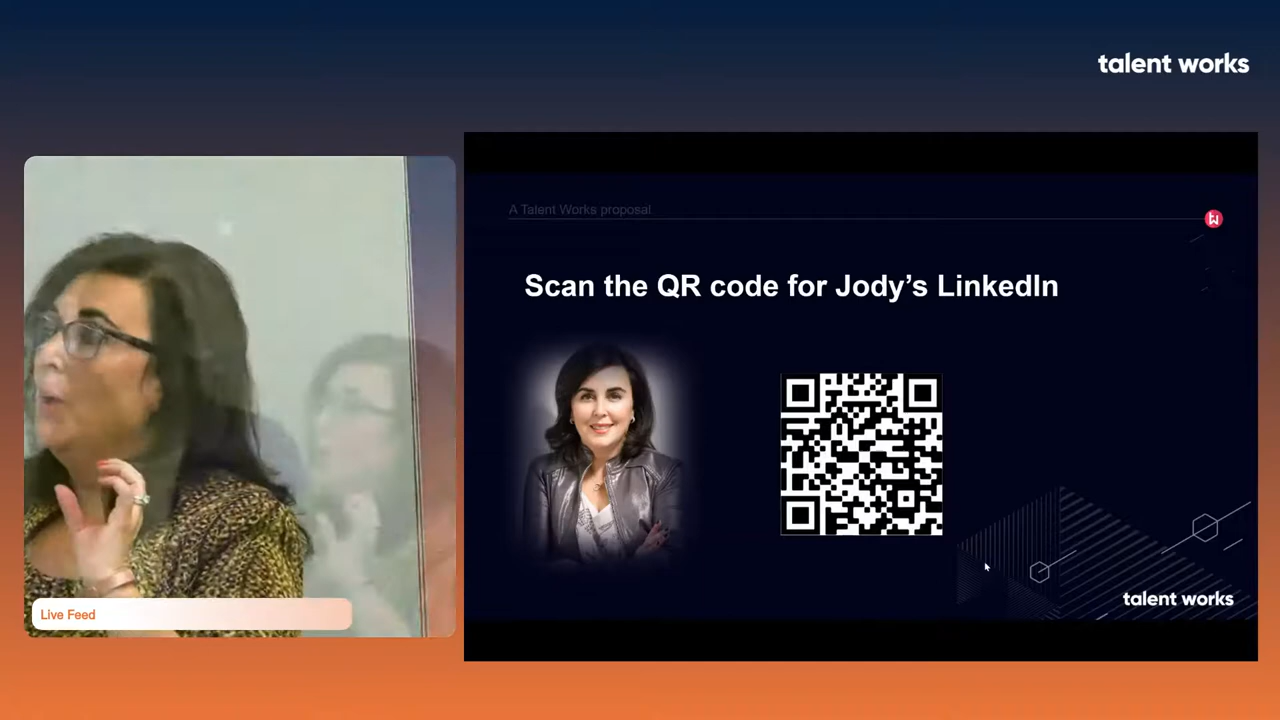 talent works
A Talent Works proposal
Scan the QR code for Jody’s LinkedIn
Live Feed
talent works